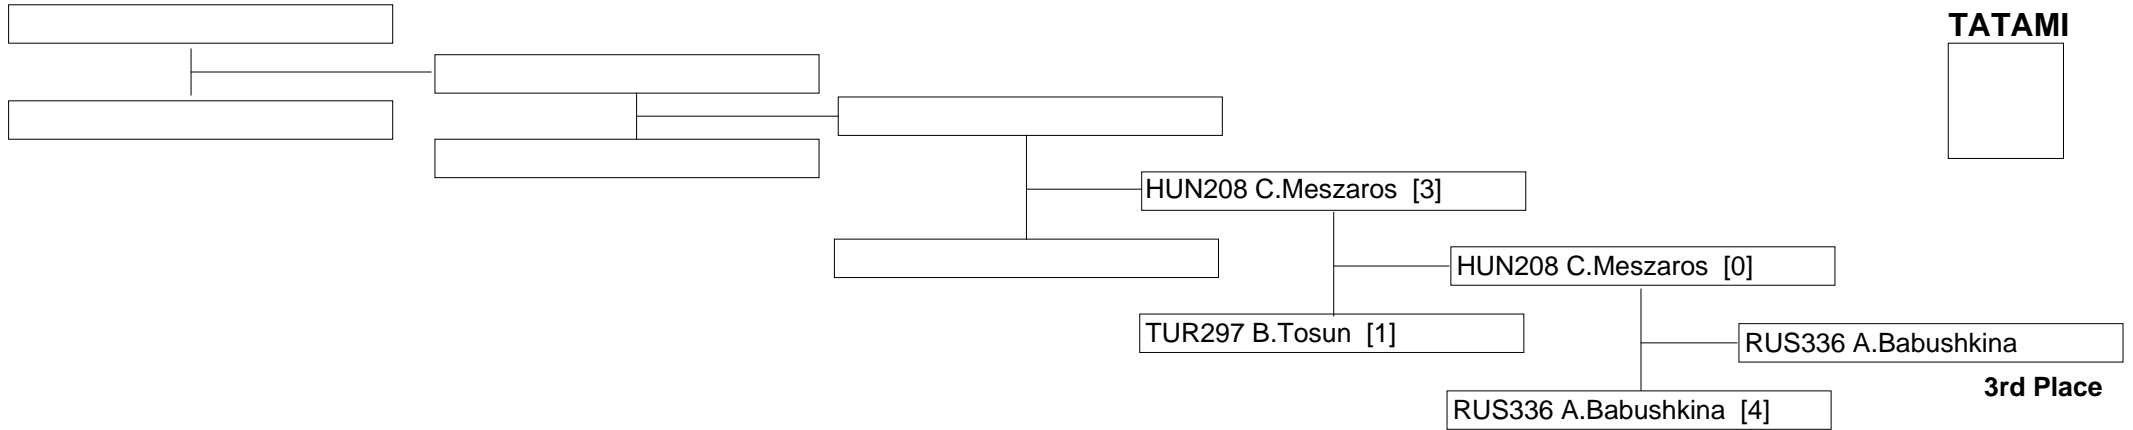 TATAMI
HUN208 C.Meszaros [3]
HUN208 C.Meszaros [0]
TUR297 B.Tosun [1]
RUS336 A.Babushkina
3rd Place
RUS336 A.Babushkina [4]